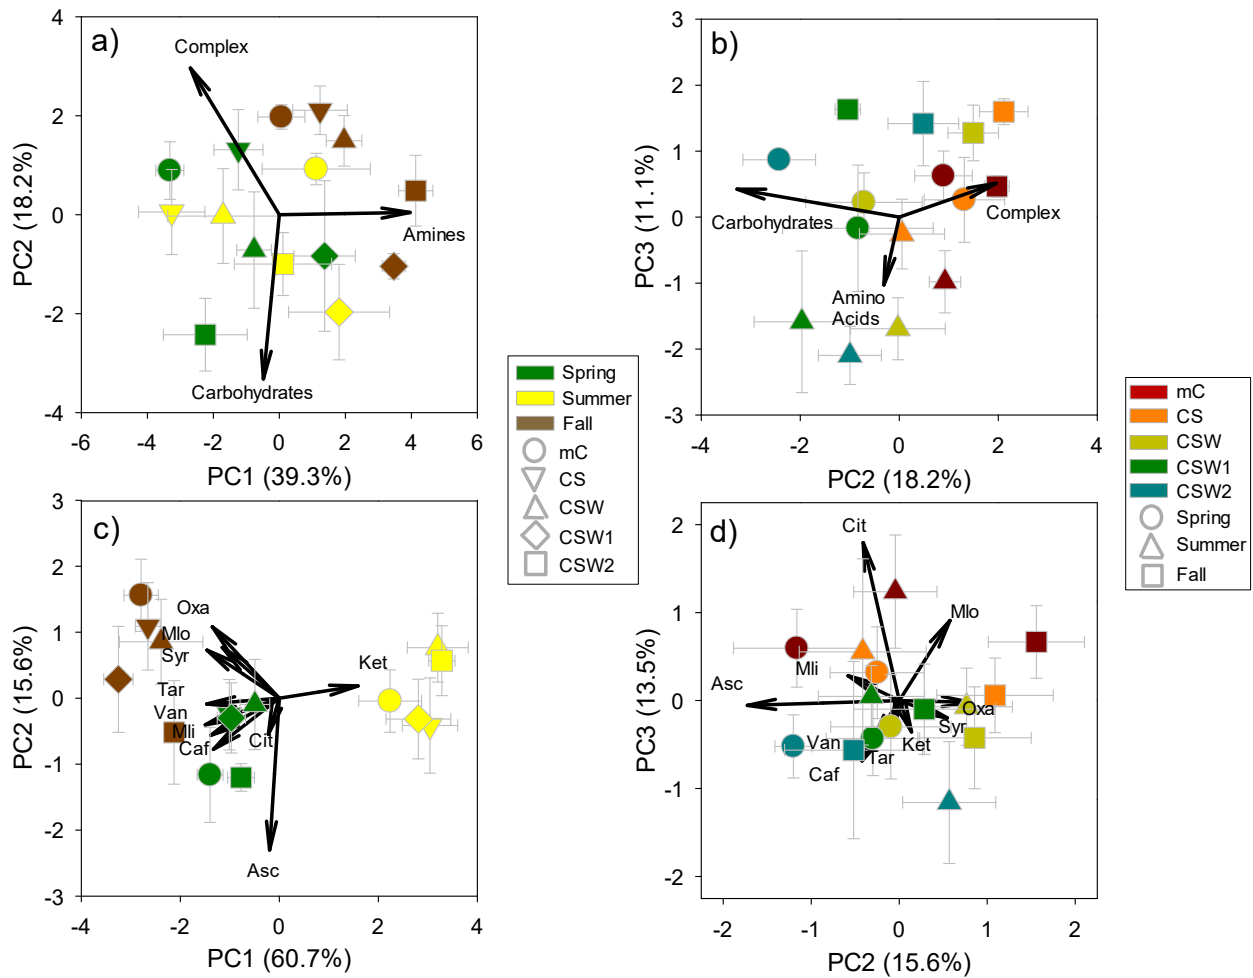 a)
4
2
0
-2
-4
PC2 (18.2%)
Complex
Amines
Carbohydrates
-6
-4
-2
0
2
4
6
PC1 (39.3%)
b)
3
2
1
0
-1
-2
-3
PC3 (11.1%)
Carbohydrates
Complex
Amino
Acids
-4
-2
0
2
4
PC2 (18.2%)
Spring
Summer
Fall
mC
CS
CSW
CSW1
CSW2
mC
CS
CSW
CSW1
CSW2
Spring
Summer
Fall
c)
3
2
1
0
-1
-2
-3
PC2 (15.6%)
Oxa
Mlo
Syr
Ket
Tar
Van
Mli
Caf
Cit
Asc
-4
-2
0
2
4
PC1 (60.7%)
d)
2
1
0
-1
-2
PC3 (13.5%)
Cit
Mlo
Mli
Asc
Oxa
Syr
Ket
Van
Tar
Caf
-2
-1
0
1
2
PC2 (15.6%)